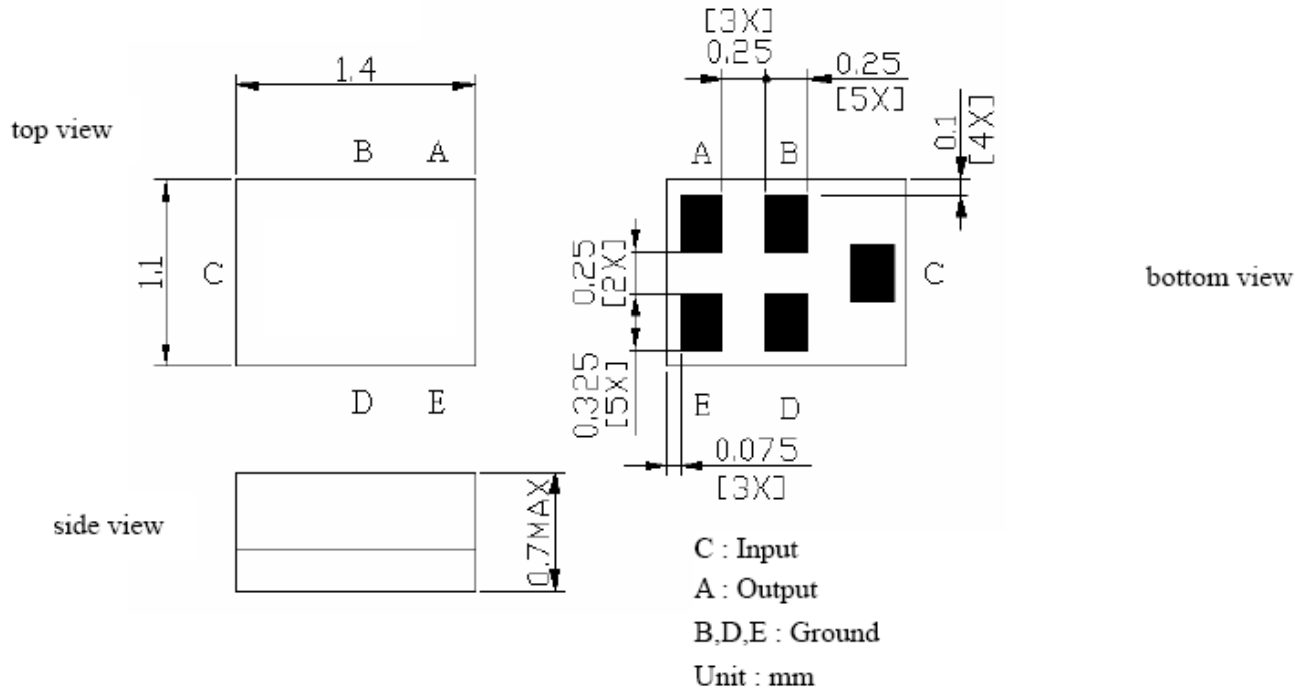 [3X]
0.25
0.25
[5X]
1.4
top view
B A
0.1
[4X]
A B
1.1
C
0.25
[2X]
C
bottom view
D E
0.325
[5X]
E D
0.075
[3X]
side view
0.7MAX
C : Input
A : Output
B,D,E : Ground
Unit : mm